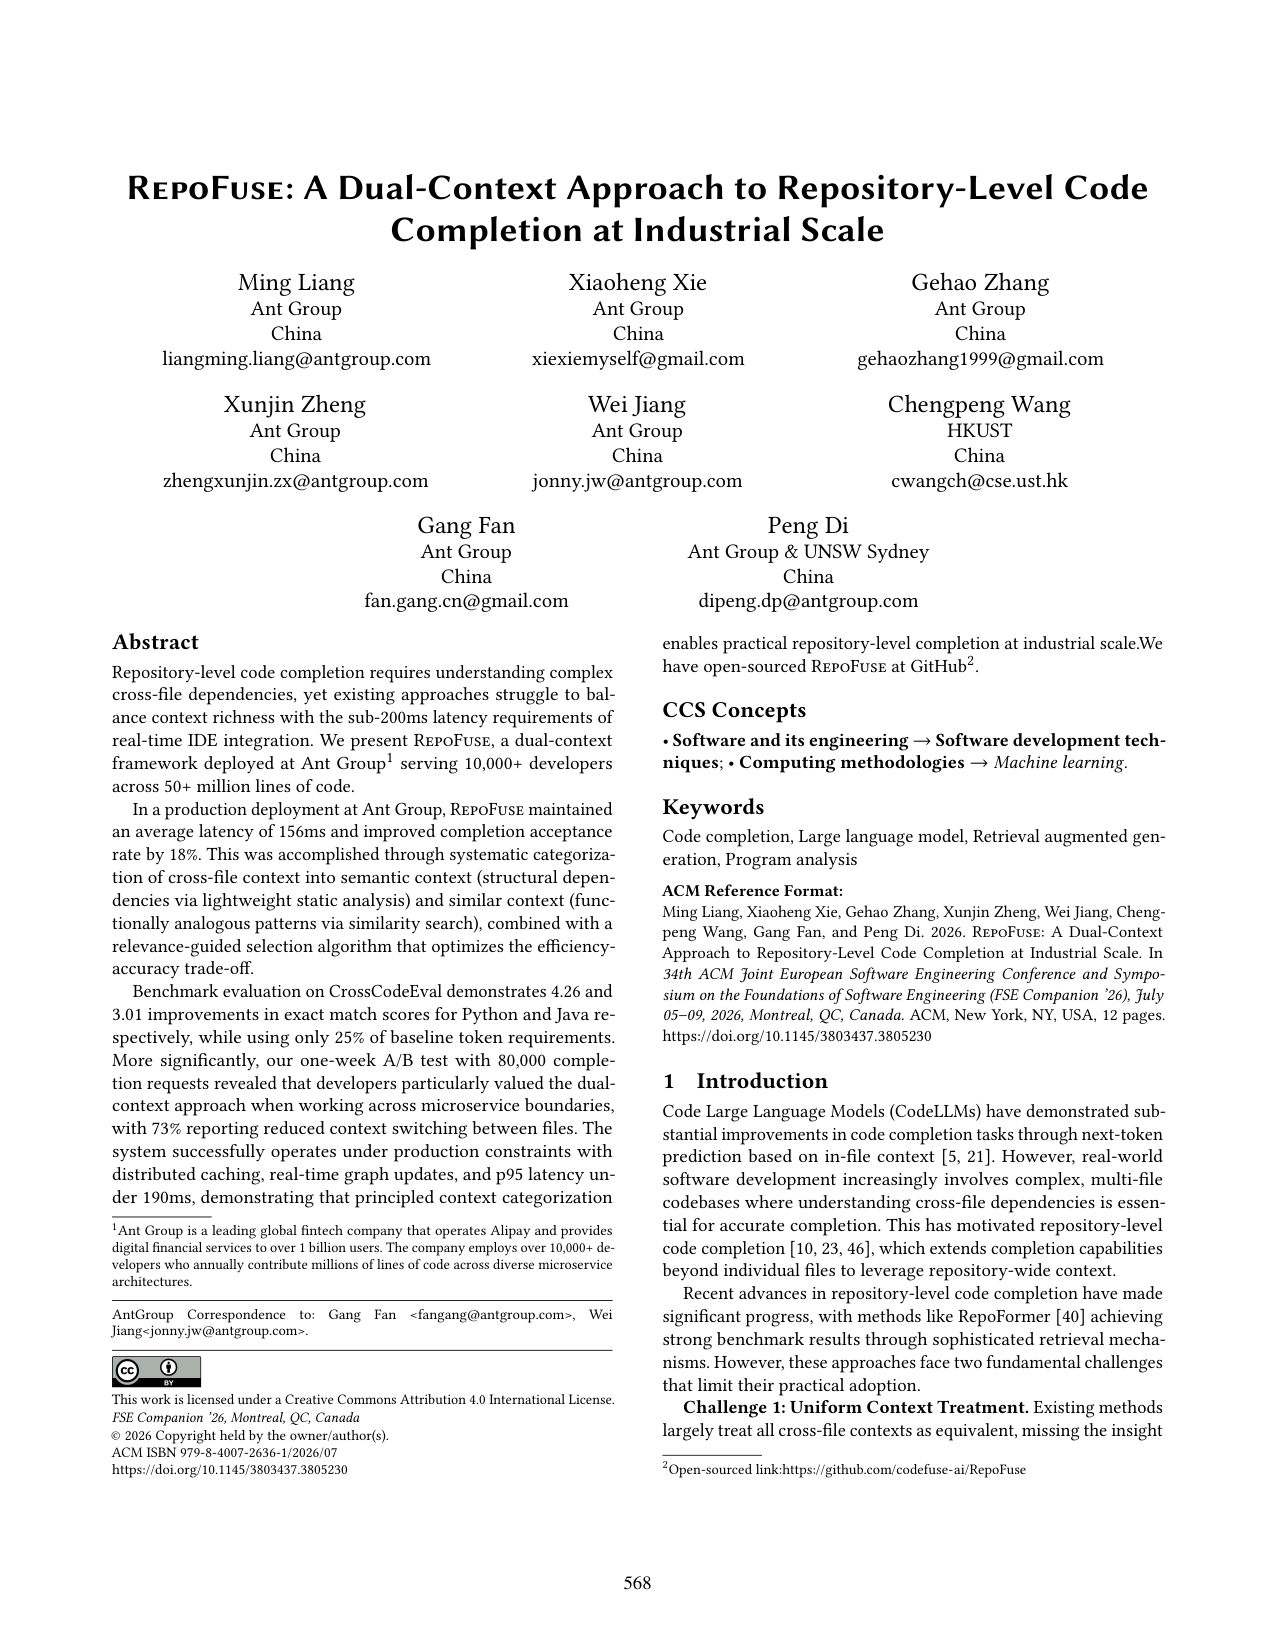 RepoFuse: A Dual-Context Approach to Repository-Level Code
Completion at Industrial Scale
Ming Liang
Ant Group
China
liangming.liang@antgroup.com
Xiaoheng Xie
Ant Group
China
xiexiemyself@gmail.com
Gehao Zhang
Ant Group
China
gehaozhang1999@gmail.com
Xunjin Zheng
Ant Group
China
zhengxunjin.zx@antgroup.com
Wei Jiang
Ant Group
China
jonny.jw@antgroup.com
Chengpeng Wang
HKUST
China
cwangch@cse.ust.hk
Gang Fan
Ant Group
China
fan.gang.cn@gmail.com
Peng Di
Ant Group & UNSW Sydney
China
dipeng.dp@antgroup.com
Abstract
Repository-level code completion requires understanding complex
cross-file dependencies, yet existing approaches struggle to bal-
ance context richness with the sub-200ms latency requirements of
real-time IDE integration. We present RepoFuse, a dual-context
framework deployed at Ant Group1 serving 10,000+ developers
across 50+ million lines of code.
In a production deployment at Ant Group, RepoFuse maintained
an average latency of 156ms and improved completion acceptance
rate by 18%. This was accomplished through systematic categoriza-
tion of cross-file context into semantic context (structural depen-
dencies via lightweight static analysis) and similar context (func-
tionally analogous patterns via similarity search), combined with a
relevance-guided selection algorithm that optimizes the efficiency-
accuracy trade-off.
Benchmark evaluation on CrossCodeEval demonstrates 4.26 and
3.01 improvements in exact match scores for Python and Java re-
spectively, while using only 25% of baseline token requirements.
More significantly, our one-week A/B test with 80,000 comple-
tion requests revealed that developers particularly valued the dual-
context approach when working across microservice boundaries,
with 73% reporting reduced context switching between files. The
system successfully operates under production constraints with
distributed caching, real-time graph updates, and p95 latency un-
der 190ms, demonstrating that principled context categorization
1Ant Group is a leading global fintech company that operates Alipay and provides
digital financial services to over 1 billion users. The company employs over 10,000+ de-
velopers who annually contribute millions of lines of code across diverse microservice
architectures.
AntGroup Correspondence to: Gang Fan <fangang@antgroup.com>, Wei
Jiang<jonny.jw@antgroup.com>.
cc BY
This work is licensed under a Creative Commons Attribution 4.0 International License.
FSE Companion '26, Montreal, QC, Canada
© 2026 Copyright held by the owner/author(s).
ACM ISBN 979-8-4007-2636-1/2026/07
https://doi.org/10.1145/3803437.3805230
enables practical repository-level completion at industrial scale.We
have open-sourced RepoFuse at GitHub2.
CCS Concepts
• Software and its engineering → Software development tech-
niques; • Computing methodologies → Machine learning.
Keywords
Code completion, Large language model, Retrieval augmented gen-
eration, Program analysis
ACM Reference Format:
Ming Liang, Xiaoheng Xie, Gehao Zhang, Xunjin Zheng, Wei Jiang, Cheng-
peng Wang, Gang Fan, and Peng Di. 2026. RepoFuse: A Dual-Context
Approach to Repository-Level Code Completion at Industrial Scale. In
34th ACM Joint European Software Engineering Conference and Sympo-
sium on the Foundations of Software Engineering (FSE Companion '26), July
05–09, 2026, Montreal, QC, Canada. ACM, New York, NY, USA, 12 pages.
https://doi.org/10.1145/3803437.3805230
1 Introduction
Code Large Language Models (CodeLLMs) have demonstrated sub-
stantial improvements in code completion tasks through next-token
prediction based on in-file context [5, 21]. However, real-world
software development increasingly involves complex, multi-file
codebases where understanding cross-file dependencies is essen-
tial for accurate completion. This has motivated repository-level
code completion [10, 23, 46], which extends completion capabilities
beyond individual files to leverage repository-wide context.
Recent advances in repository-level code completion have made
significant progress, with methods like RepoFormer [40] achieving
strong benchmark results through sophisticated retrieval mecha-
nisms. However, these approaches face two fundamental challenges
that limit their practical adoption.
Challenge 1: Uniform Context Treatment. Existing methods
largely treat all cross-file contexts as equivalent, missing the insight
2Open-sourced link:https://github.com/codefuse-ai/RepoFuse
568